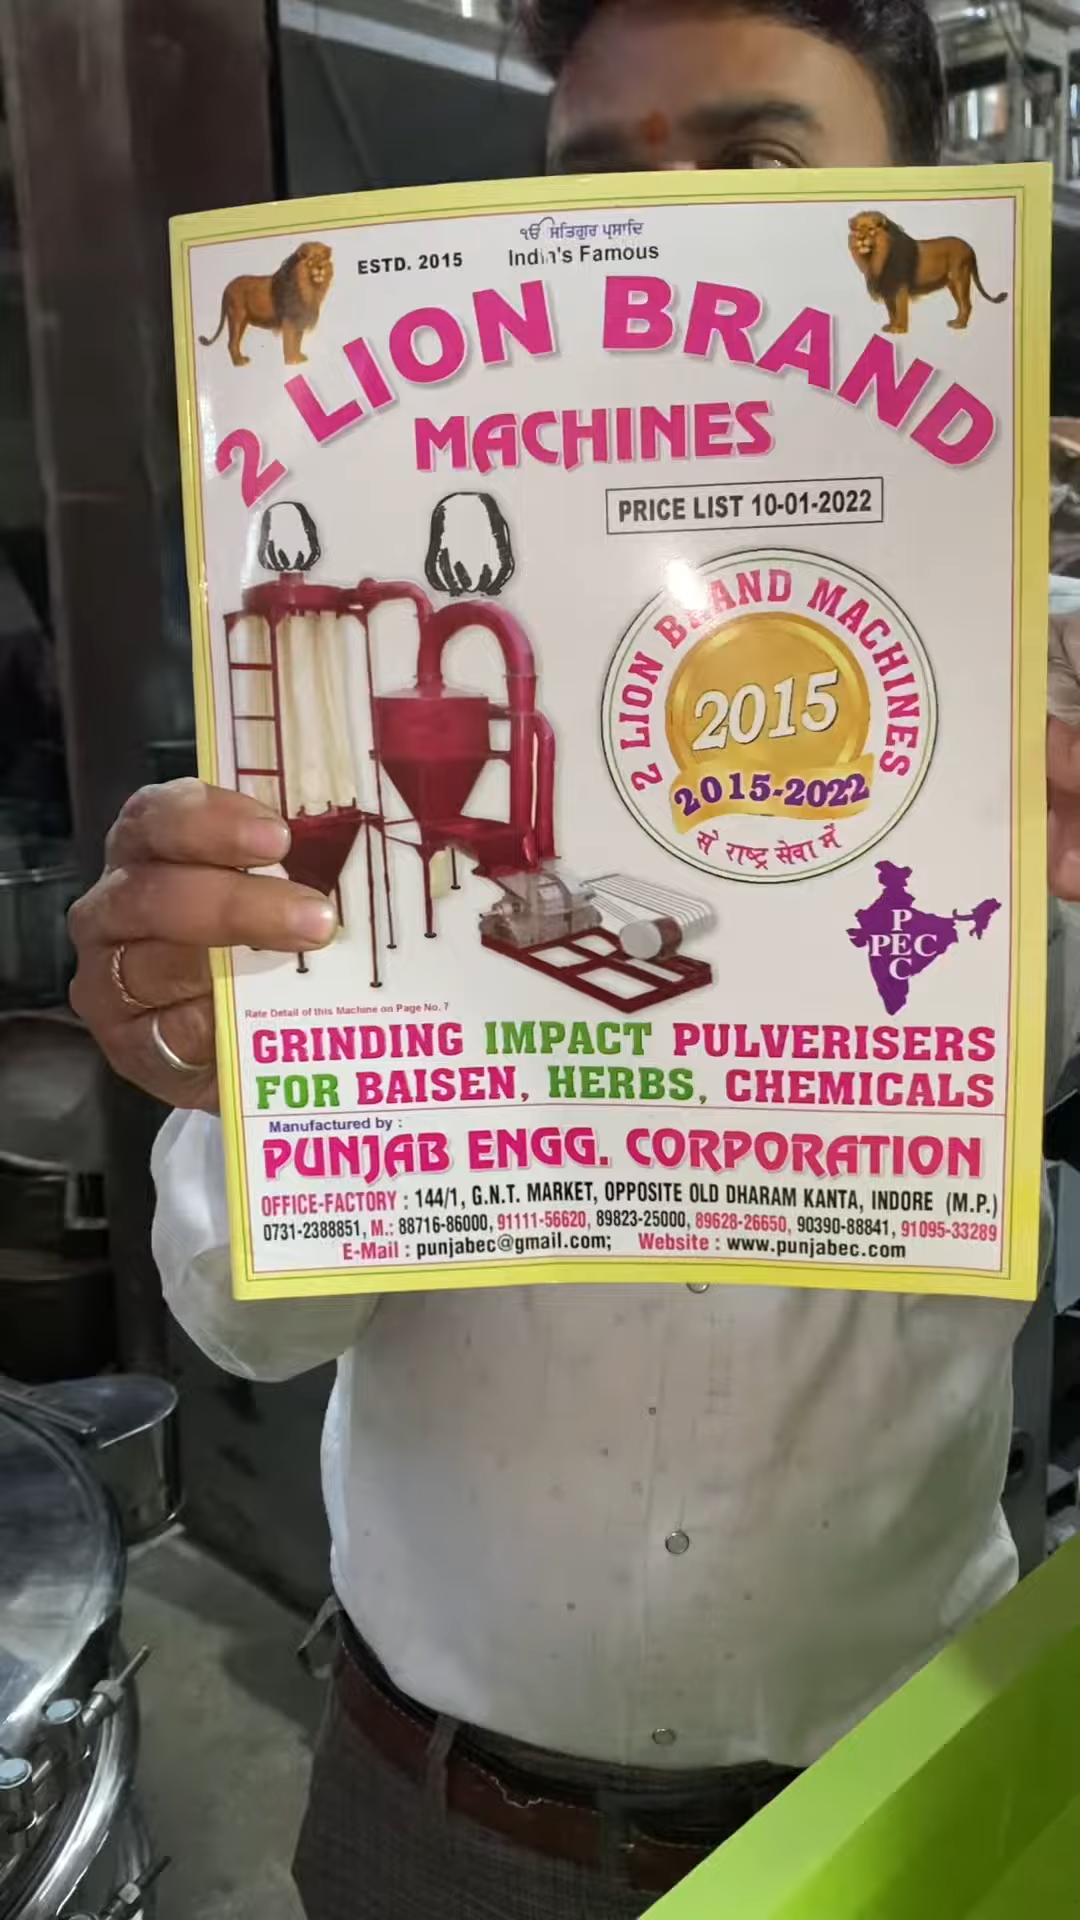 ੴ ਸਤਿਗੁਰ ਪ੍ਰਸਾਦਿ
ESTD. 2015
India's Famous
2 LION BRAND
MACHINES
PRICE LIST 10-01-2022
2 LION BRAND MACHINES
2015
2015-2022
से राष्ट्र सेवा में
P
PEC
C
Rate Detail of this Machine on Page No. 7
GRINDING IMPACT PULVERISERS
FOR BAISEN, HERBS, CHEMICALS
Manufactured by :
PUNJAB ENGG. CORPORATION
OFFICE-FACTORY : 144/1, G.N.T. MARKET, OPPOSITE OLD DHARAM KANTA, INDORE (M.P.)
0731-2388851, M.: 88716-86000, 91111-56620, 89823-25000, 89628-26650, 90390-88841, 91095-33289
E-Mail : punjabec@gmail.com; Website : www.punjabec.com